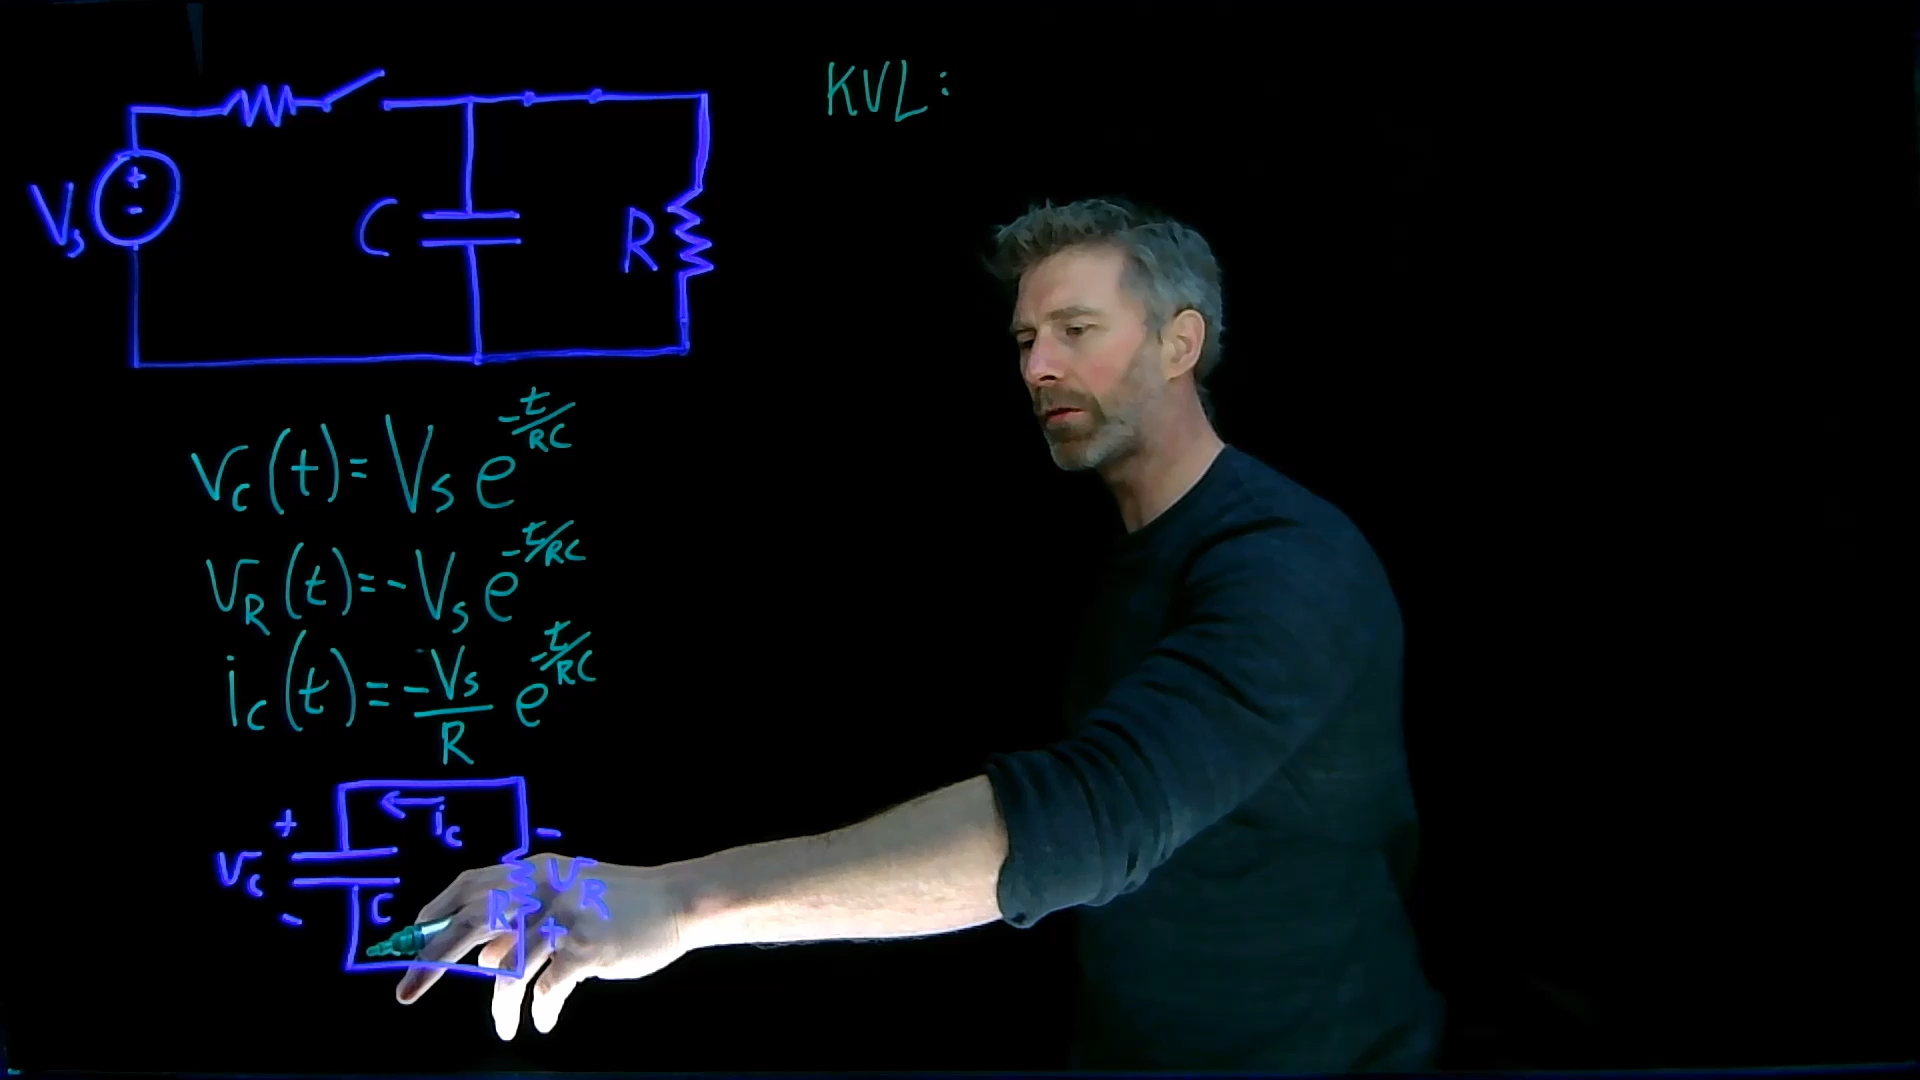 KVL:
+
-
Vs
C
R
vc(t) = Vs e^(-t/RC)
vR(t) = -Vs e^(-t/RC)
ic(t) = -Vs/R e^(-t/RC)
+
ic
-
vc
vR
R
C
-
+